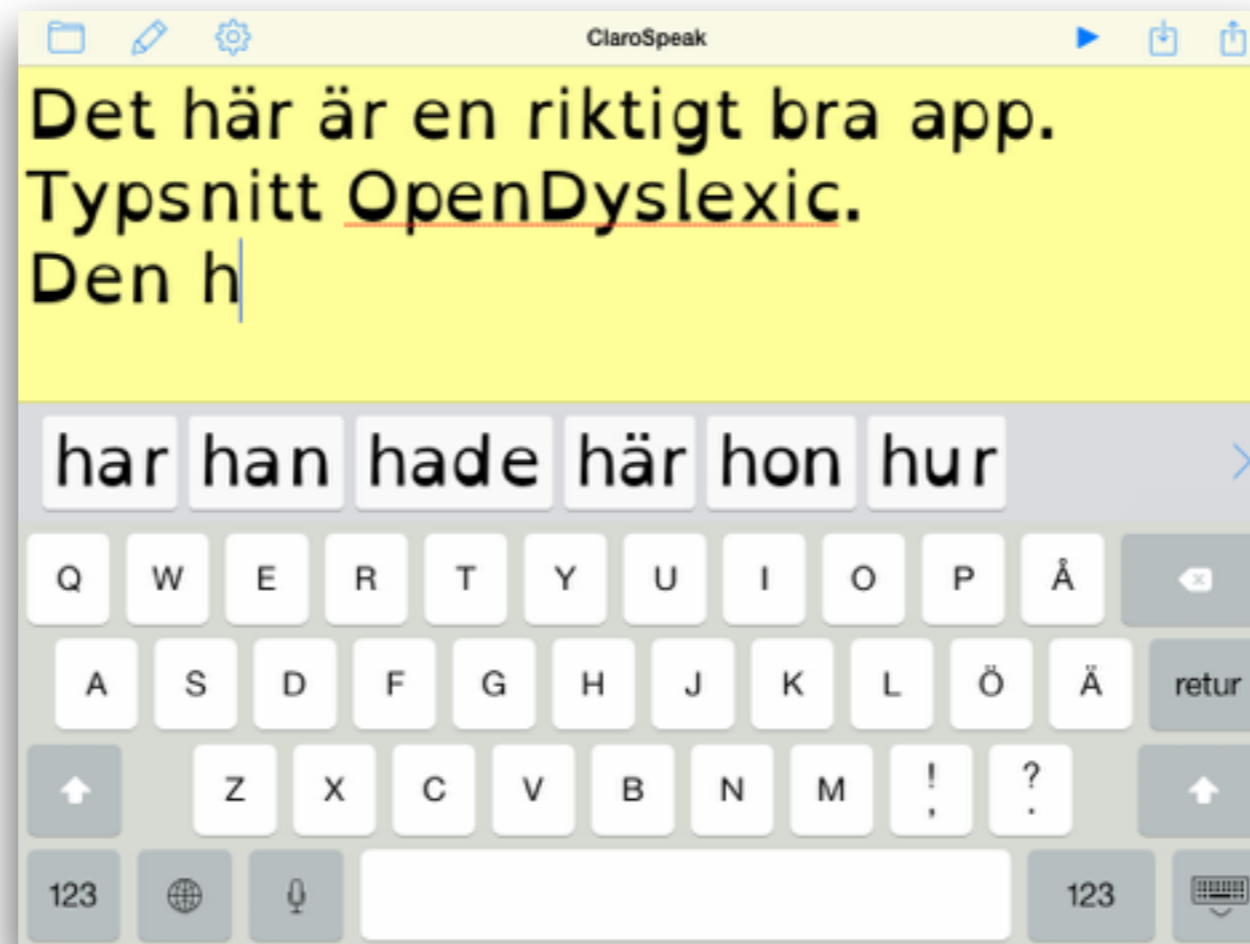 ClaroSpeak
Det här är en riktigt bra app.
Typsnitt OpenDyslexic.
Den h
har han hade här hon hur
Q W E R T Y U I O P Å
A S D F G H J K L Ö Ä retur
Z X C V B N M ! , ? .
123 123